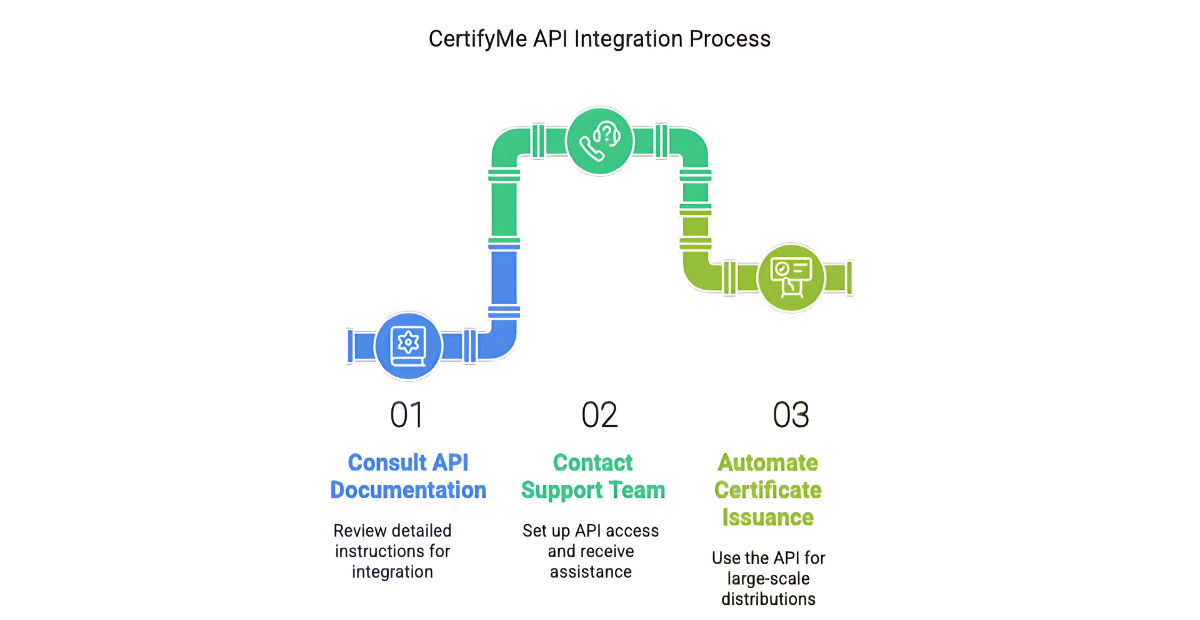 CertifyMe API Integration Process
01
Consult API
Documentation
Review detailed
instructions for
integration
02
Contact
Support Team
Set up API access
and receive
assistance
03
Automate
Certificate
Issuance
Use the API for
large-scale
distributions